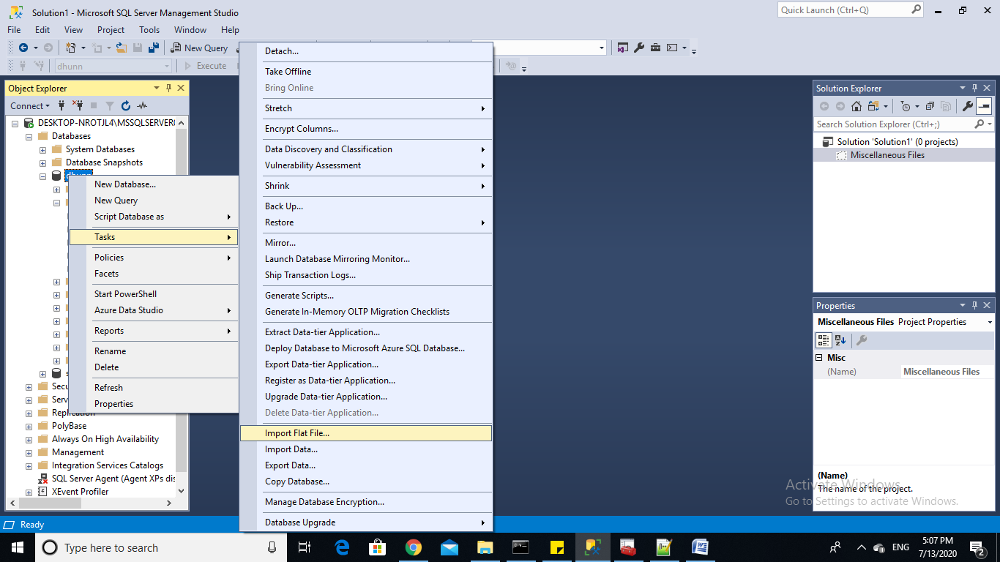 Solution1 - Microsoft SQL Server Management Studio
Quick Launch (Ctrl+Q)
File Edit View Project Tools Window Help
New Query
dhunn
Execute
Object Explorer
Connect
DESKTOP-NROTJL4\MSSQLSERVER(
Databases
System Databases
Database Snapshots
dhunn
Secu
Serv
Replication
PolyBase
Always On High Availability
Management
Integration Services Catalogs
SQL Server Agent (Agent XPs dis
XEvent Profiler
New Database...
New Query
Script Database as
Tasks
Policies
Facets
Start PowerShell
Azure Data Studio
Reports
Rename
Delete
Refresh
Properties
Detach...
Take Offline
Bring Online
Stretch
Encrypt Columns...
Data Discovery and Classification
Vulnerability Assessment
Shrink
Back Up...
Restore
Mirror...
Launch Database Mirroring Monitor...
Ship Transaction Logs...
Generate Scripts...
Generate In-Memory OLTP Migration Checklists
Extract Data-tier Application...
Deploy Database to Microsoft Azure SQL Database...
Export Data-tier Application...
Register as Data-tier Application...
Upgrade Data-tier Application...
Delete Data-tier Application...
Import Flat File...
Import Data...
Export Data...
Copy Database...
Manage Database Encryption...
Database Upgrade
Solution Explorer
Search Solution Explorer (Ctrl+;)
Solution 'Solution1' (0 projects)
Miscellaneous Files
Properties
Miscellaneous Files Project Properties
Misc
(Name) Miscellaneous Files
(Name)
The name of the project.
Activate Windows
Go to Settings to activate Windows.
Ready
Type here to search
ENG
5:07 PM
7/13/2020
2